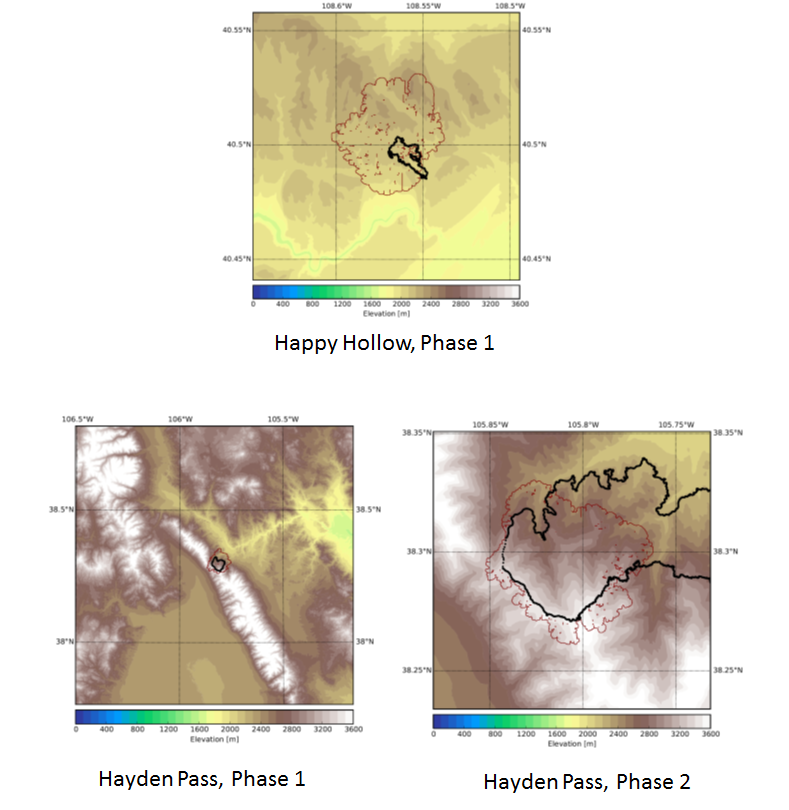 108.6°W 108.55°W 108.5°W
40.55°N 40.55°N
40.5°N 40.5°N
40.45°N 40.45°N
0 400 800 1200 1600 2000 2400 2800 3200 3600
Elevation [m]
Happy Hollow, Phase 1
106.5°W 106°W 105.5°W
38.5°N 38.5°N
38°N 38°N
0 400 800 1200 1600 2000 2400 2800 3200 3600
Elevation [m]
Hayden Pass, Phase 1
105.85°W 105.8°W 105.75°W
38.35°N 38.35°N
38.3°N 38.3°N
38.25°N 38.25°N
0 400 800 1200 1600 2000 2400 2800 3200 3600
Elevation [m]
Hayden Pass, Phase 2